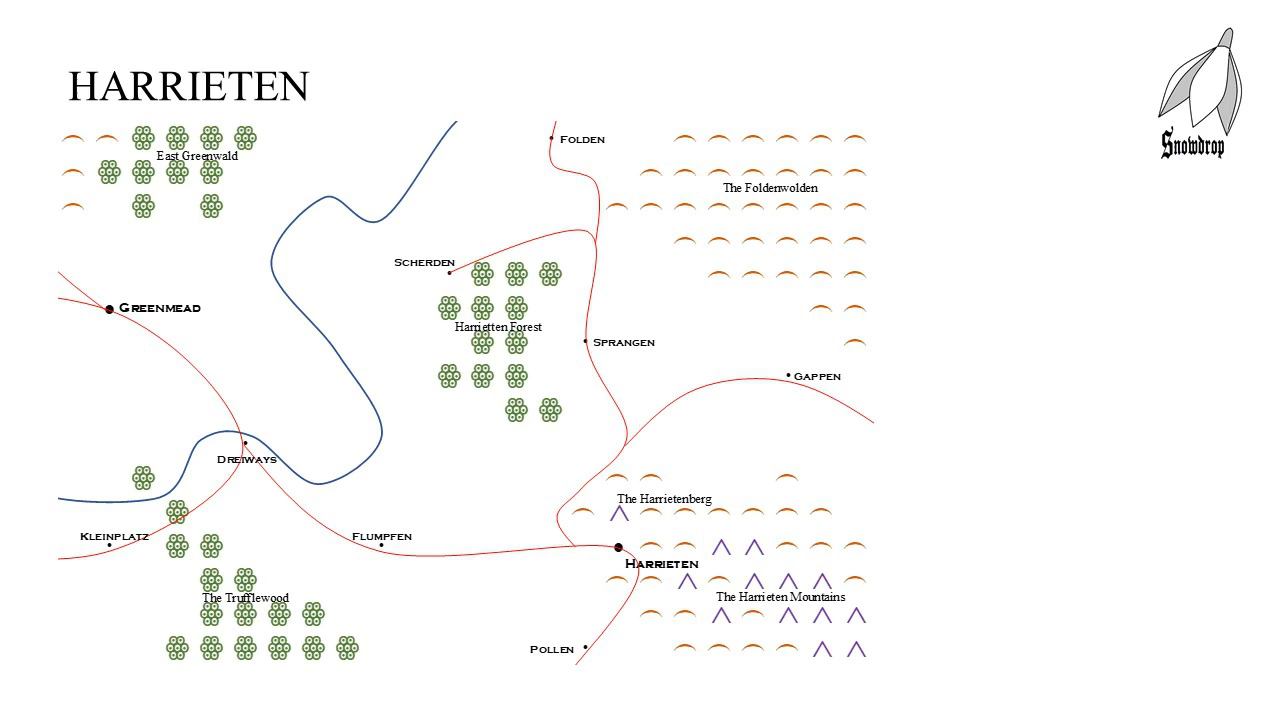 HARRIETEN
Snowdrop
East Greenwald
Folden
The Foldenwolden
Scherden
Greenmead
Harrietten Forest
Sprangen
Gappen
Dreiways
The Harrietenberg
Kleinplatz
Flumpfen
Harrieten
The Trufflewood
The Harrieten Mountains
Pollen